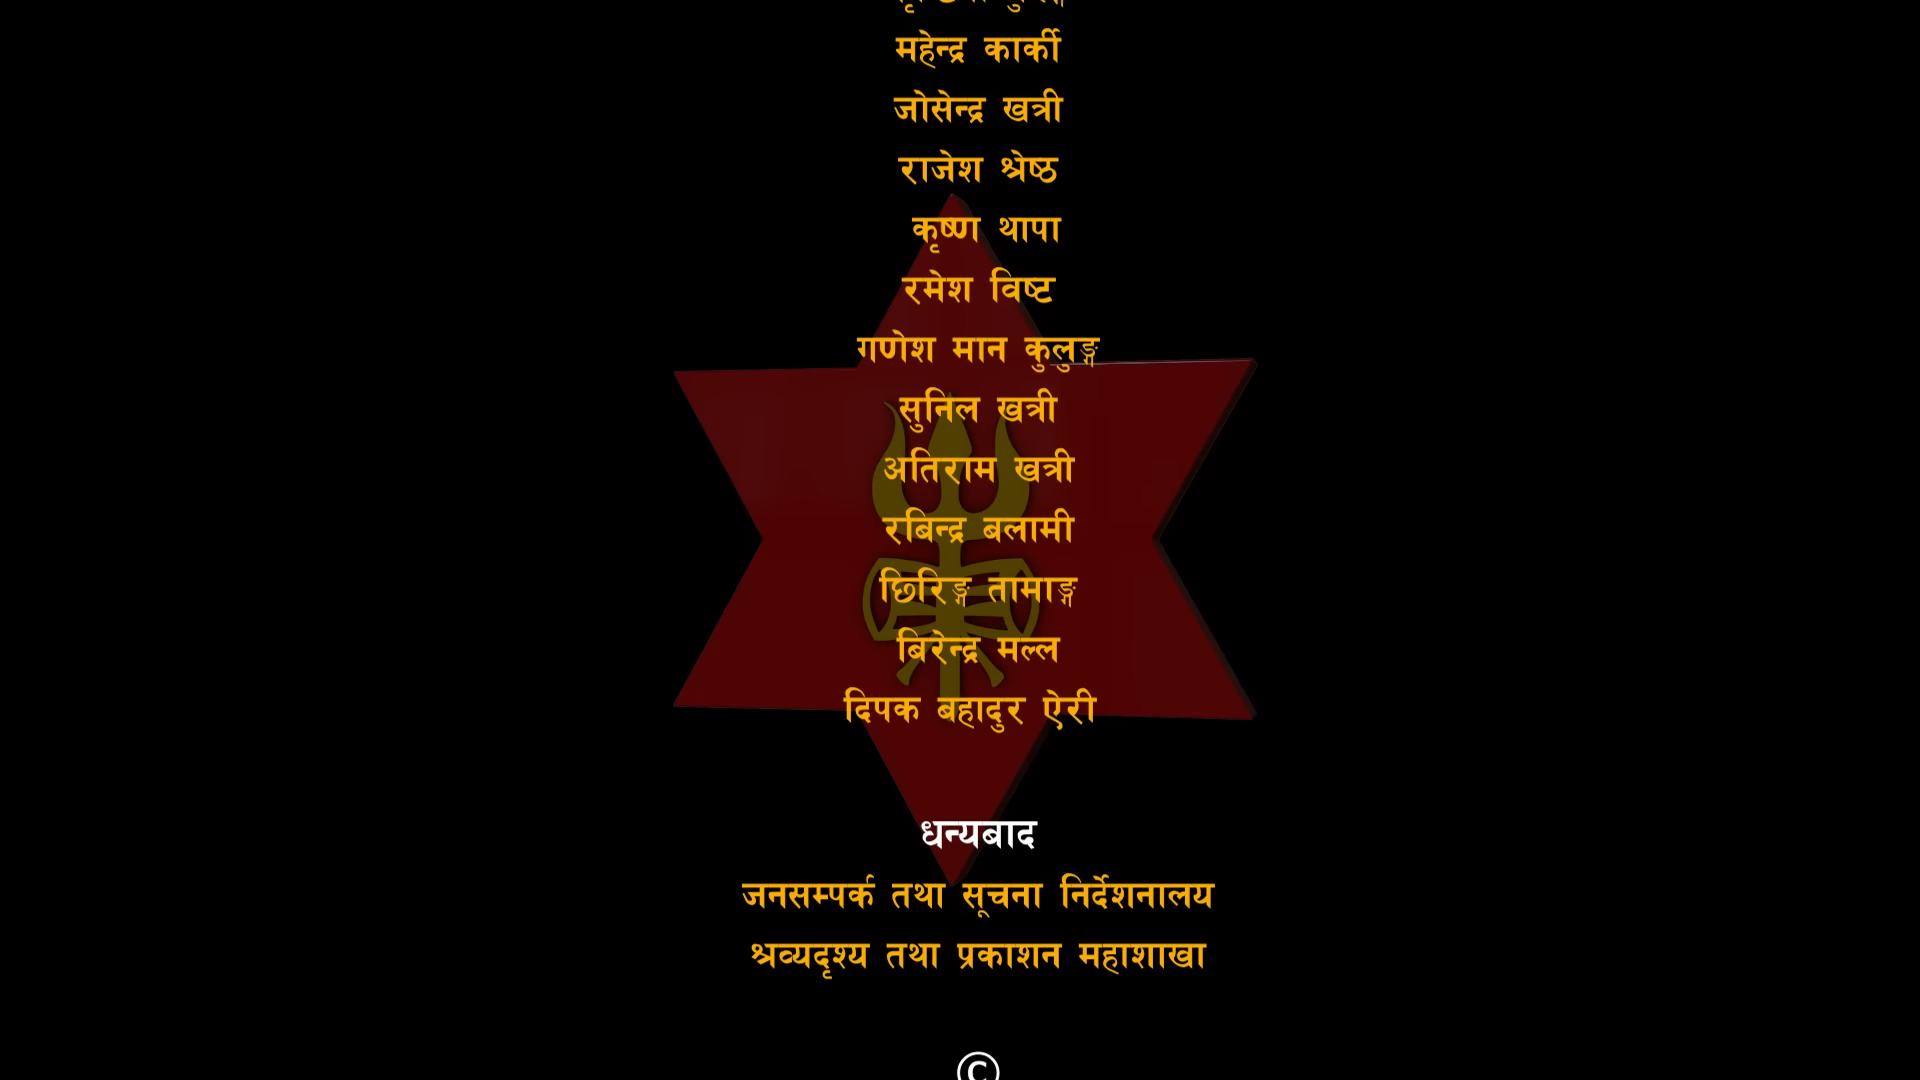 महेन्द्र कार्की
जोसेन्द्र खत्री
राजेश श्रेष्ठ
कृष्ण थापा
रमेश विष्ट
गणेश मान कुलुङ्ग
सुनिल खत्री
अतिराम खत्री
रबिन्द्र बलामी
छिरिङ्ग तामाङ्ग
बिरेन्द्र मल्ल
दिपक बहादुर ऐरी
धन्यबाद
जनसम्पर्क तथा सूचना निर्देशनालय
श्रव्यदृश्य तथा प्रकाशन महाशाखा
©